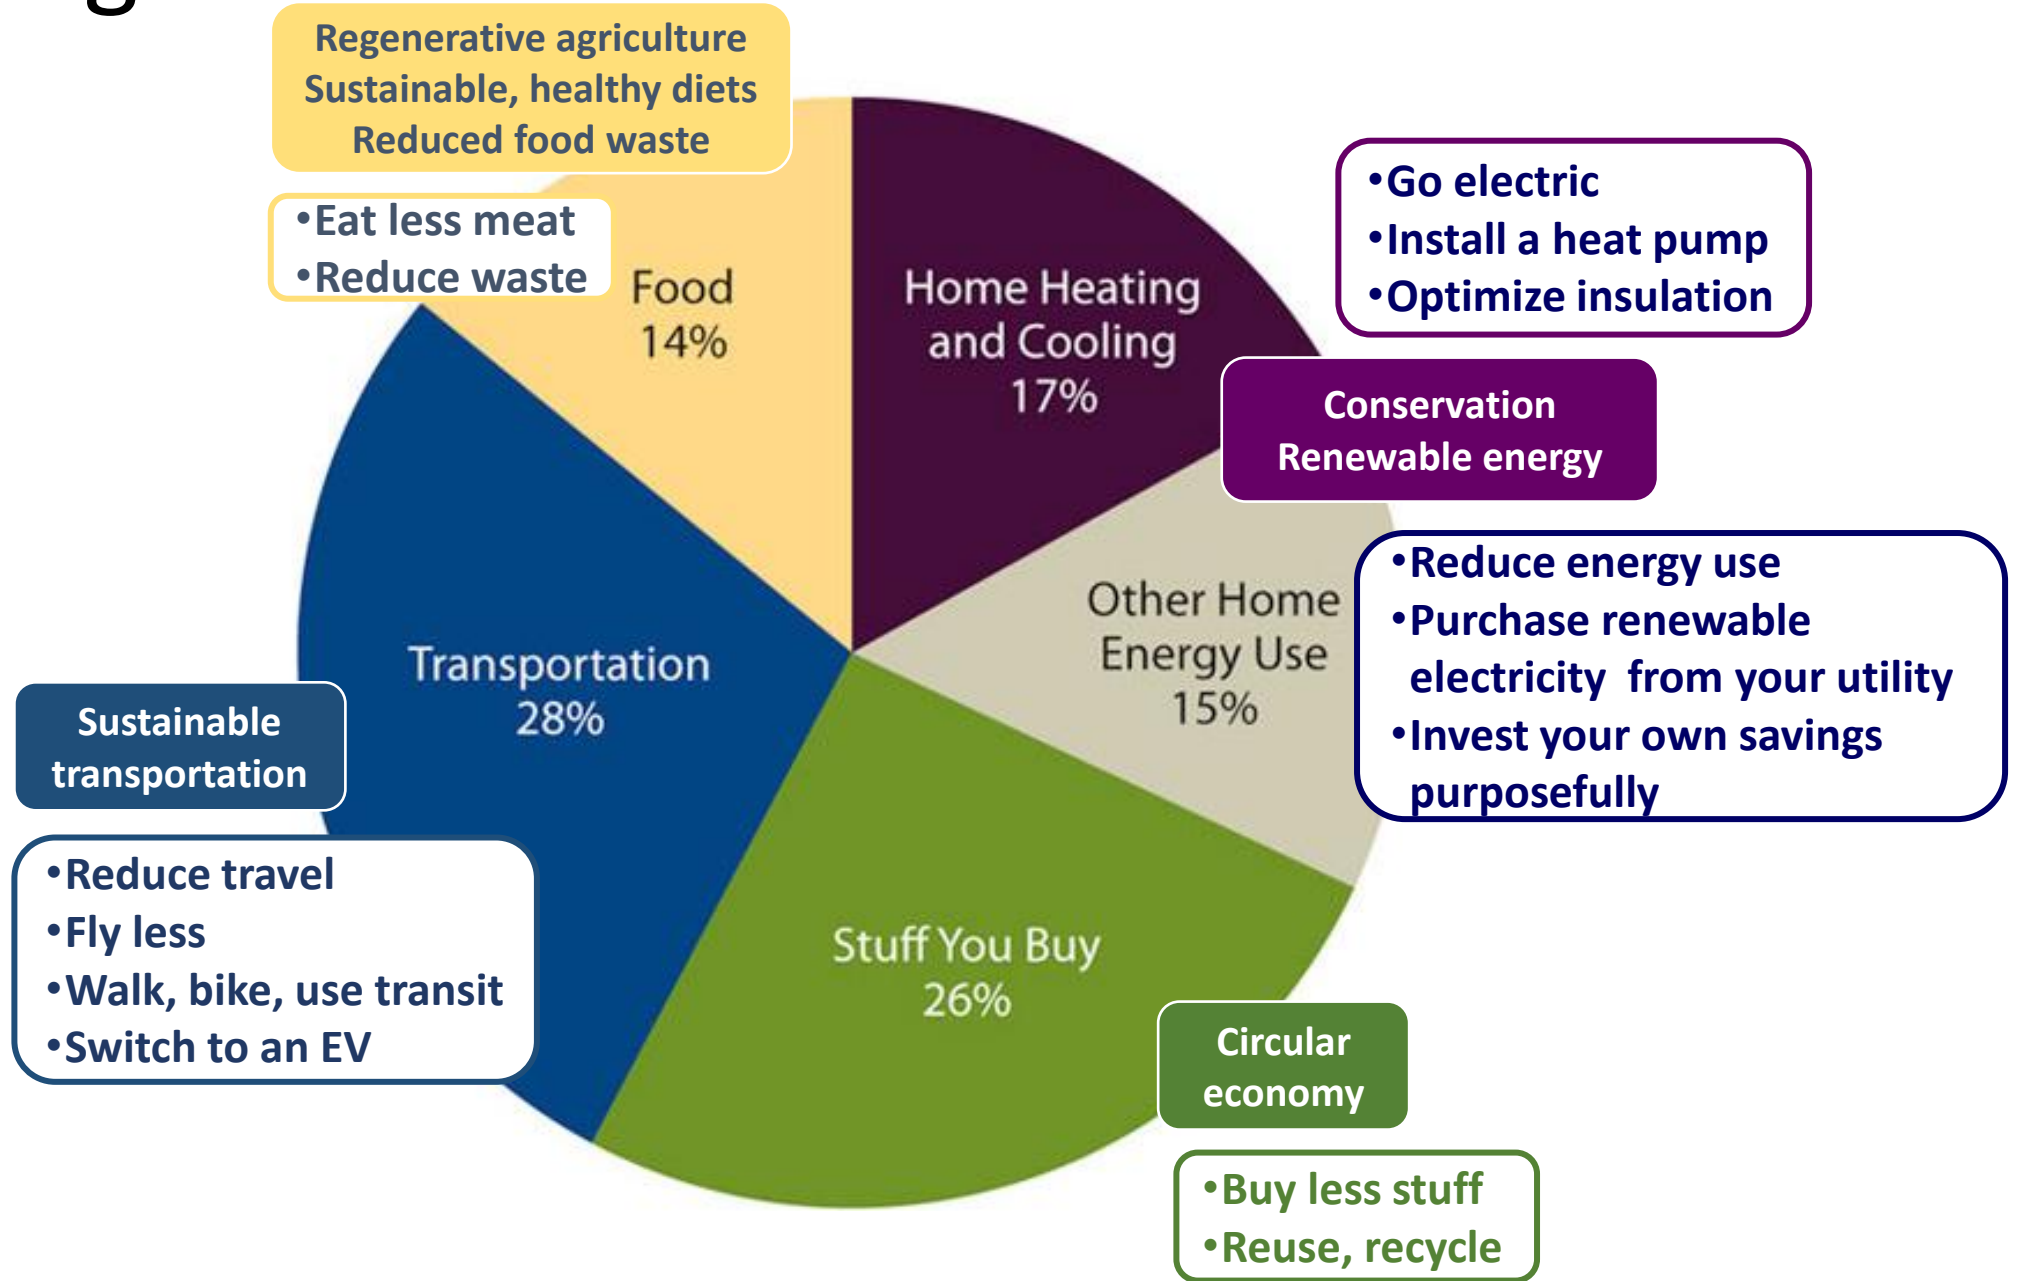 g
Regenerative agriculture
Sustainable, healthy diets
Reduced food waste
•Eat less meat
•Reduce waste
Food
14%
Home Heating
and Cooling
17%
•Go electric
•Install a heat pump
•Optimize insulation
Conservation
Renewable energy
Other Home
Energy Use
15%
•Reduce energy use
•Purchase renewable
electricity from your utility
•Invest your own savings
purposefully
Transportation
28%
Sustainable
transportation
•Reduce travel
•Fly less
•Walk, bike, use transit
•Switch to an EV
Stuff You Buy
26%
Circular
economy
•Buy less stuff
•Reuse, recycle